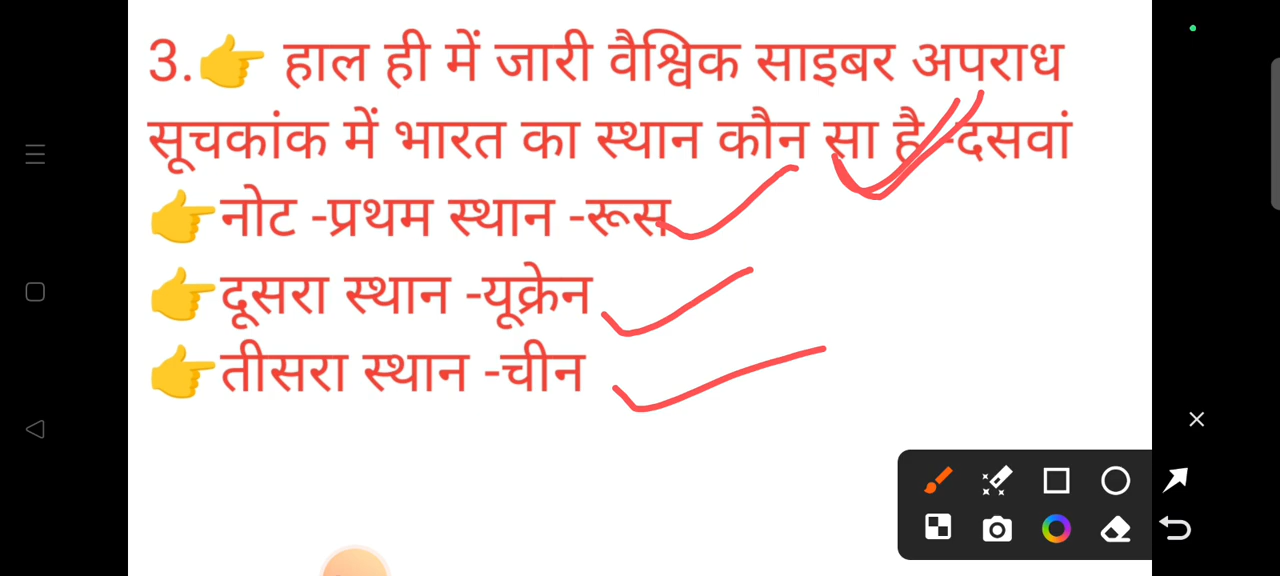 3.👉 हाल ही में जारी वैश्विक साइबर अपराध
सूचकांक में भारत का स्थान कौन सा है -दसवां
👉नोट -प्रथम स्थान -रूस
👉दूसरा स्थान -यूक्रेन
👉तीसरा स्थान -चीन